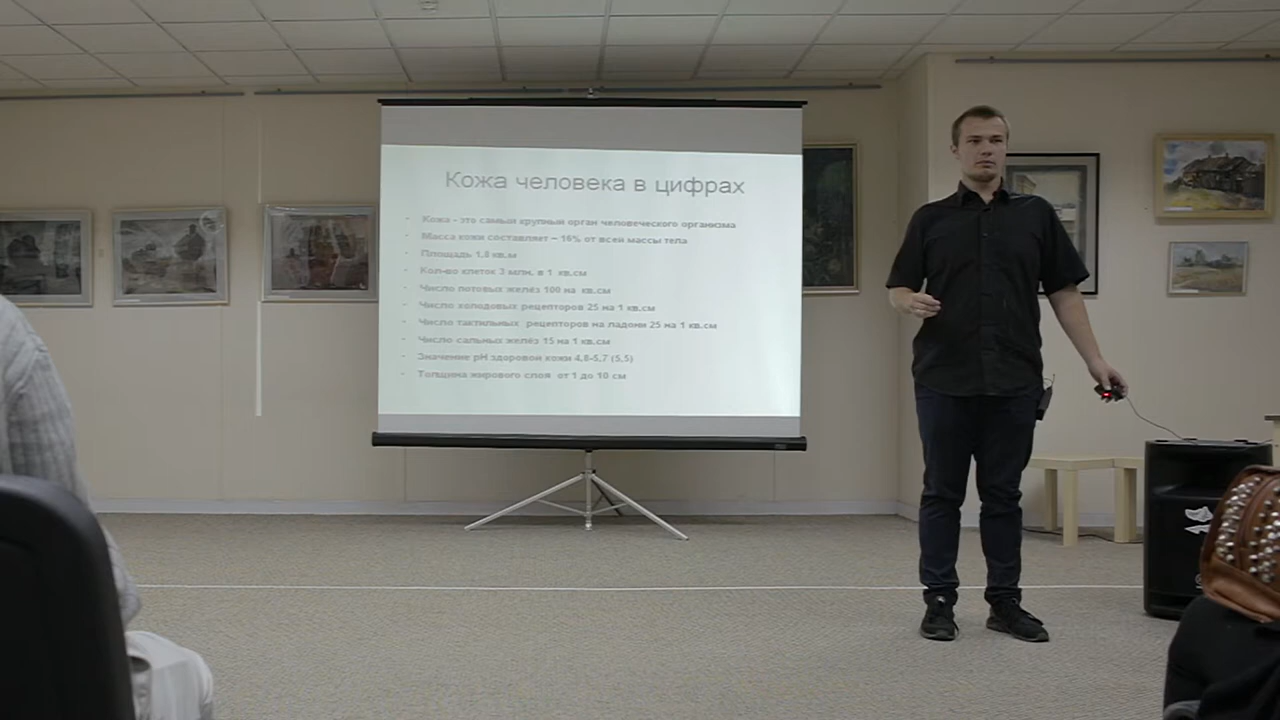 Кожа человека в цифрах
- Кожа - это самый крупный орган человеческого организма
- Масса кожи составляет – 16% от всей массы тела
- Площадь 1,8 кв.м
- Кол-во клеток 3 млн. в 1 кв.см
- Число потовых желёз 100 на кв.см
- Число холодовых рецепторов 25 на 1 кв.см
- Число тактильных рецепторов на ладони 25 на 1 кв.см
- Число сальных желёз 15 на 1 кв.см
- Значение pH здоровой кожи 4,8-5,7 (5,5)
- Толщина жирового слоя от 1 до 10 см